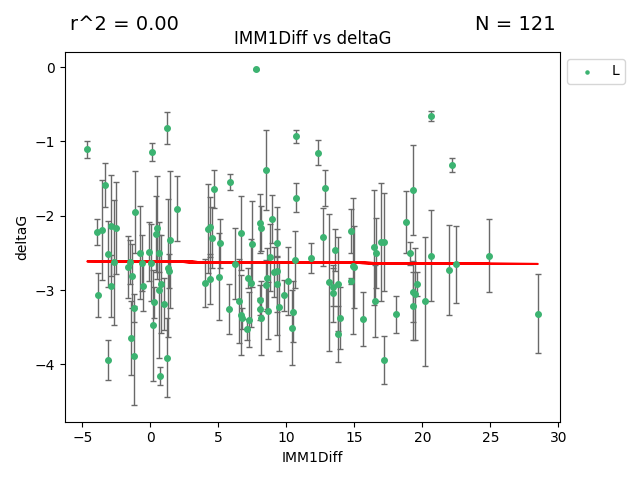 r^2 = 0.00 N = 121
IMM1Diff vs deltaG
L
0
−1
−2
−3
−4
deltaG
−5 0 5 10 15 20 25 30
IMM1Diff